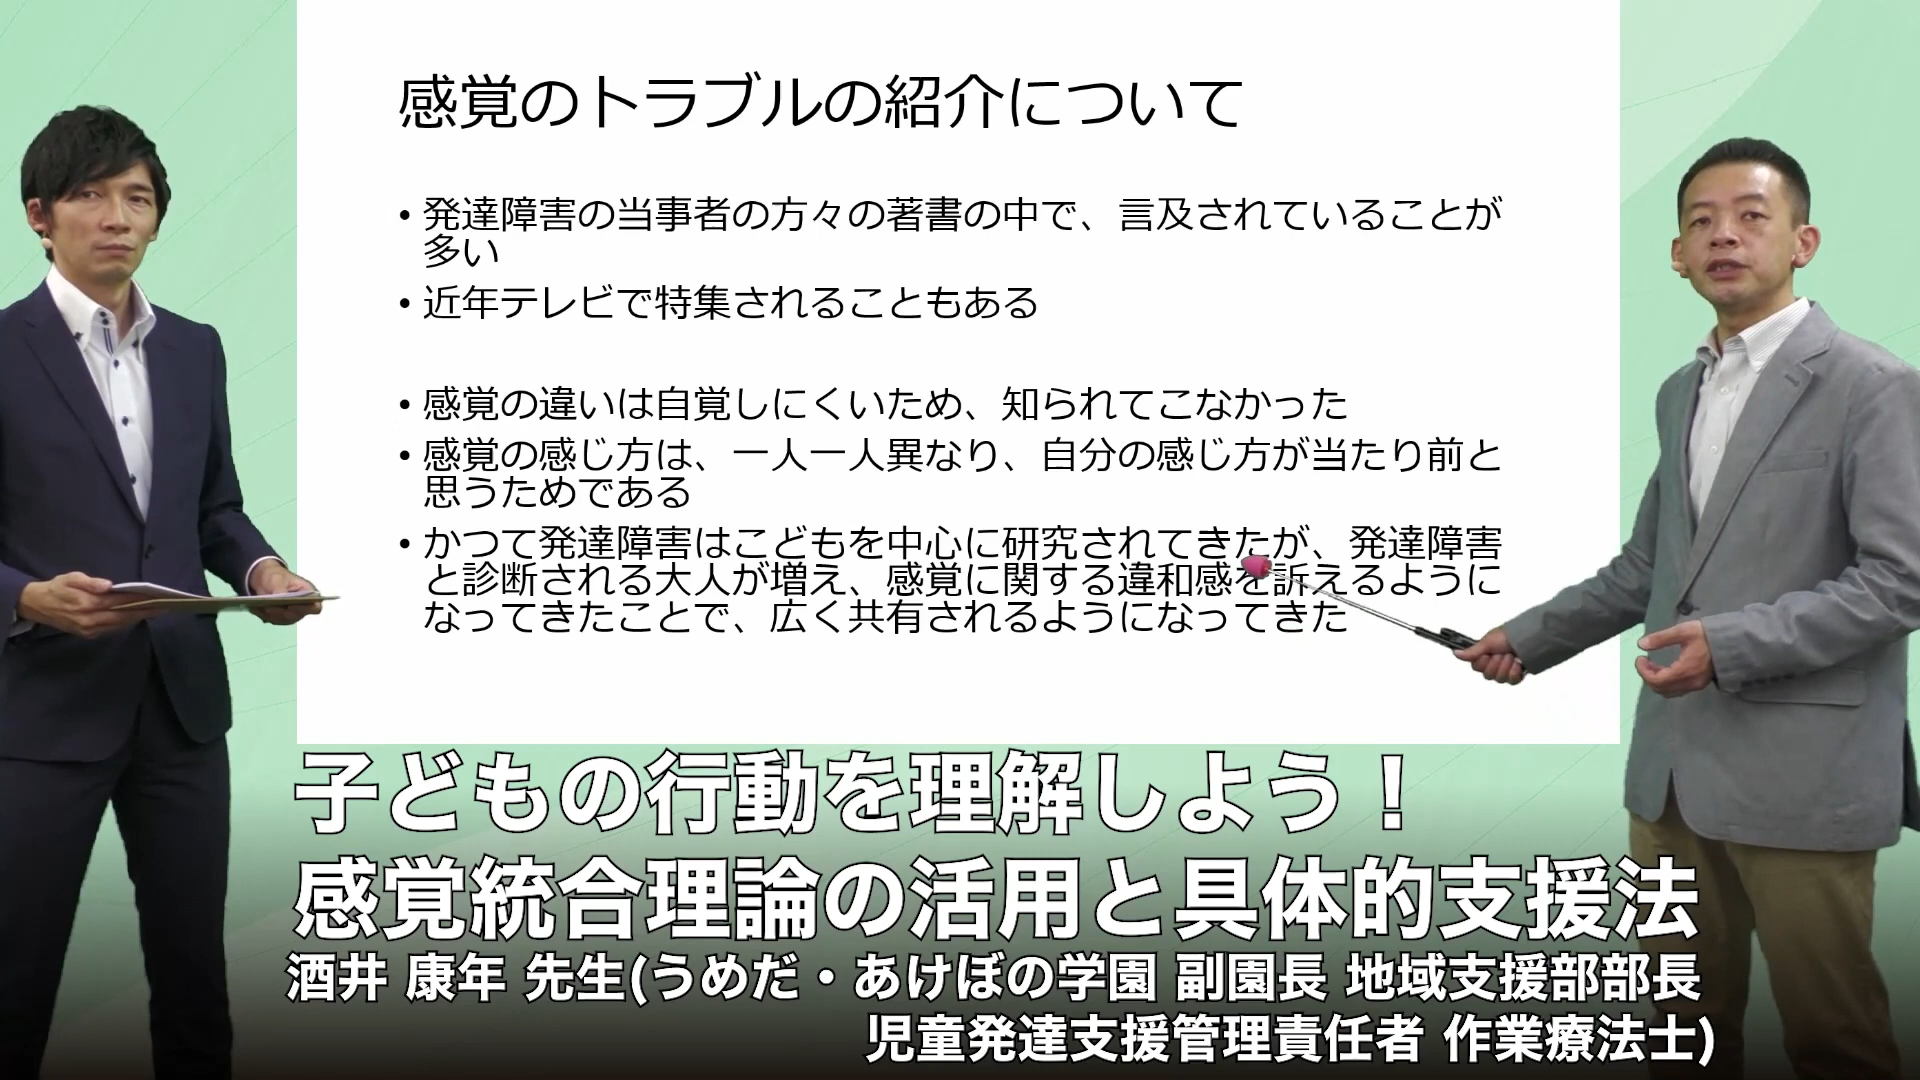 感覚のトラブルの紹介について
• 発達障害の当事者の方々の著書の中で、言及されていることが
多い
• 近年テレビで特集されることもある
• 感覚の違いは自覚しにくいため、知られてこなかった
• 感覚の感じ方は、一人一人異なり、自分の感じ方が当たり前と
思うためである
• かつて発達障害はこどもを中心に研究されてきたが、発達障害
と診断される大人が増え、感覚に関する違和感を訴えるように
なってきたことで、広く共有されるようになってきた
子どもの行動を理解しよう！
感覚統合理論の活用と具体的支援法
酒井 康年 先生(うめだ・あけぼの学園 副園長 地域支援部部長
児童発達支援管理責任者 作業療法士)